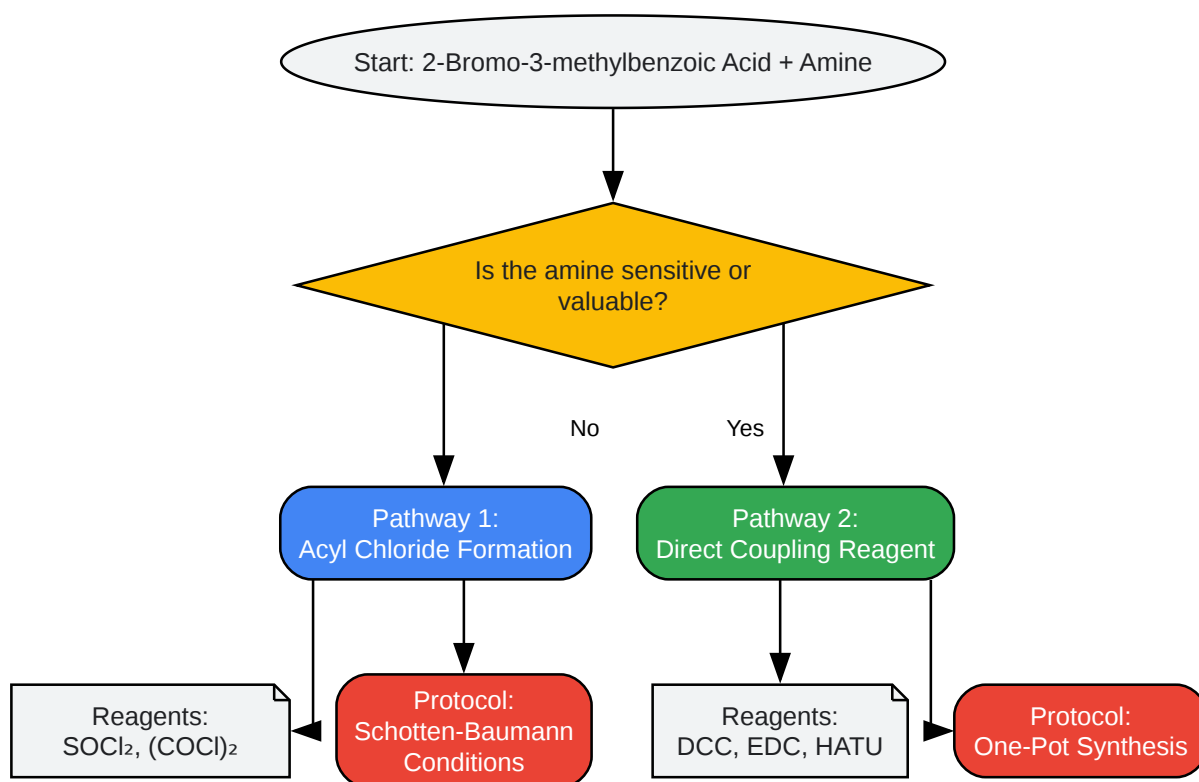 Start: 2-Bromo-3-methylbenzoic Acid + Amine
Is the amine sensitive or
valuable?
No
Yes
Pathway 1:
Acyl Chloride Formation
Pathway 2:
Direct Coupling Reagent
Reagents:
SOCl₂, (COCl)₂
Protocol:
Schotten-Baumann
Conditions
Reagents:
DCC, EDC, HATU
Protocol:
One-Pot Synthesis